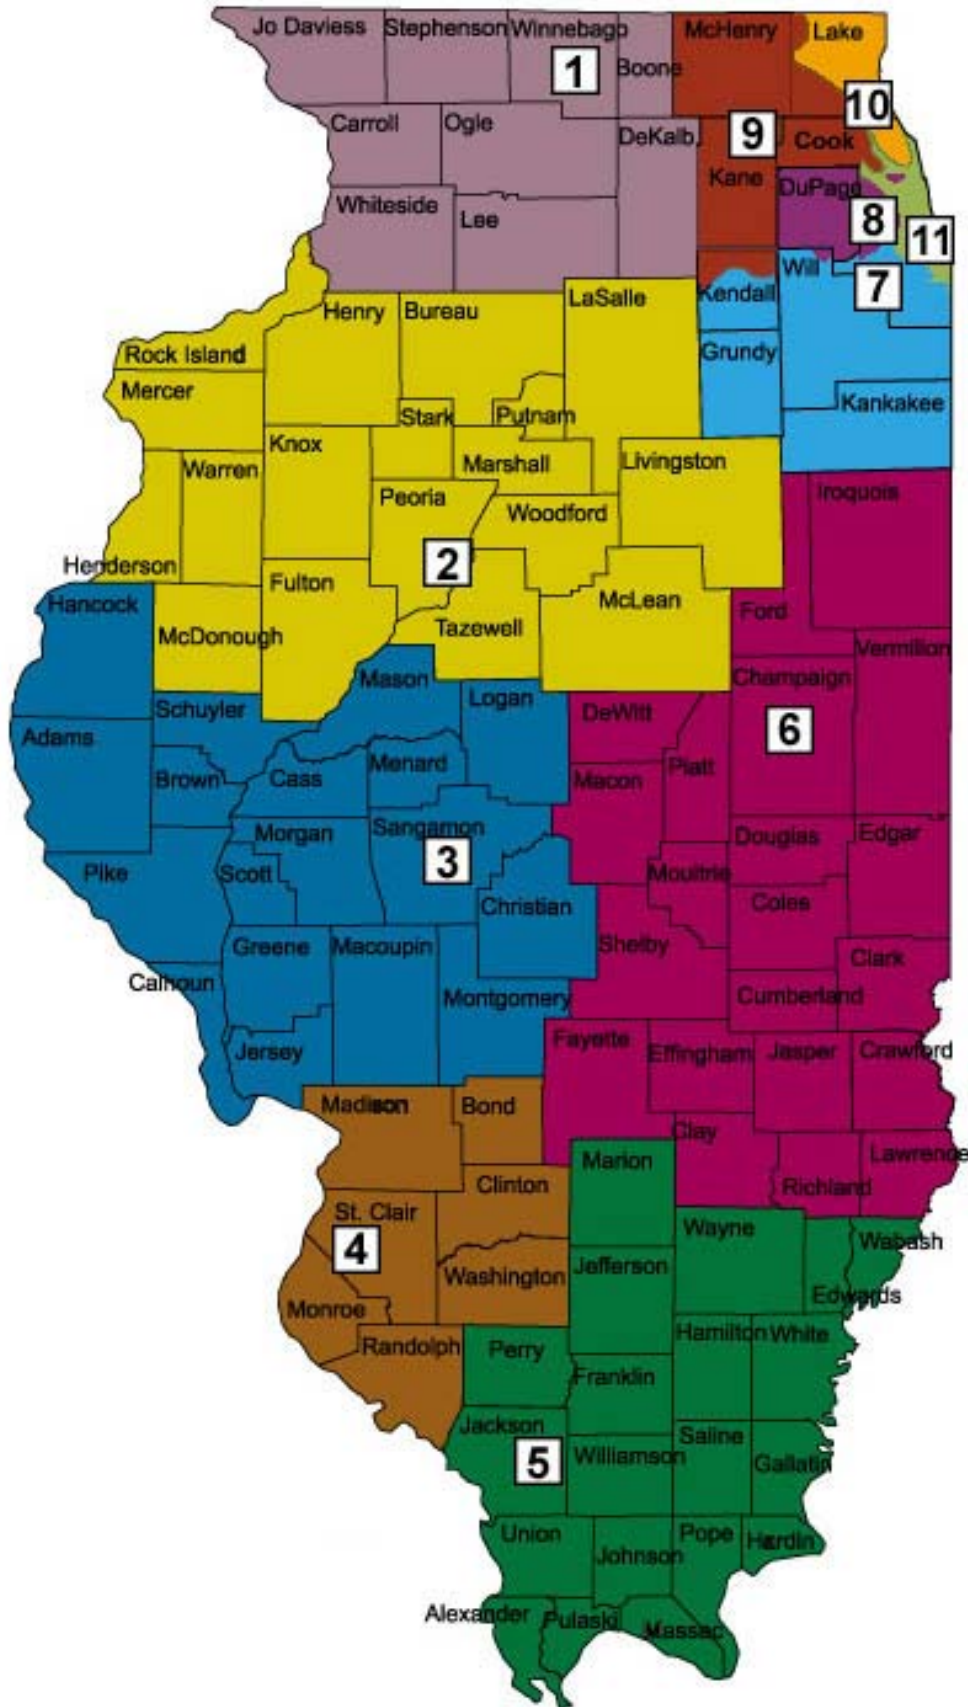 Jo Daviess Stephenson Winnebago McHenry Lake
1 Boone
10
Carroll Ogle DeKalb 9 Cook
Kane DuPage
Whiteside Lee 8
11
Will 7
Henry Bureau LaSalle Kendall
Rock Island Grundy
Mercer Kankakee
Stark Putnam
Knox Marshall Livingston
Warren Peoria Woodford Iroquois
Henderson 2
Hancock Fulton McLean Ford
McDonough Tazewell Vermilion
Mason Logan Champaign
Schuyler DeWitt 6
Adams Menard Piatt
Brown Cass Macon
Morgan Sangamon Douglas Edgar
Pike Scott 3 Moultrie
Christian Coles
Greene Macoupin Shelby Clark
Calhoun Montgomery Cumberland
Jersey Fayette Effingham Jasper Crawford
Madison Bond
Clay Lawrence
Marion Richland
Clinton
St. Clair Wayne Wabash
4 Jefferson
Washington Edwards
Monroe
Randolph Perry Hamilton White
Franklin
Jackson Saline
5 Williamson Gallatin
Union Pope Hardin
Johnson
Alexander Pulaski Massac